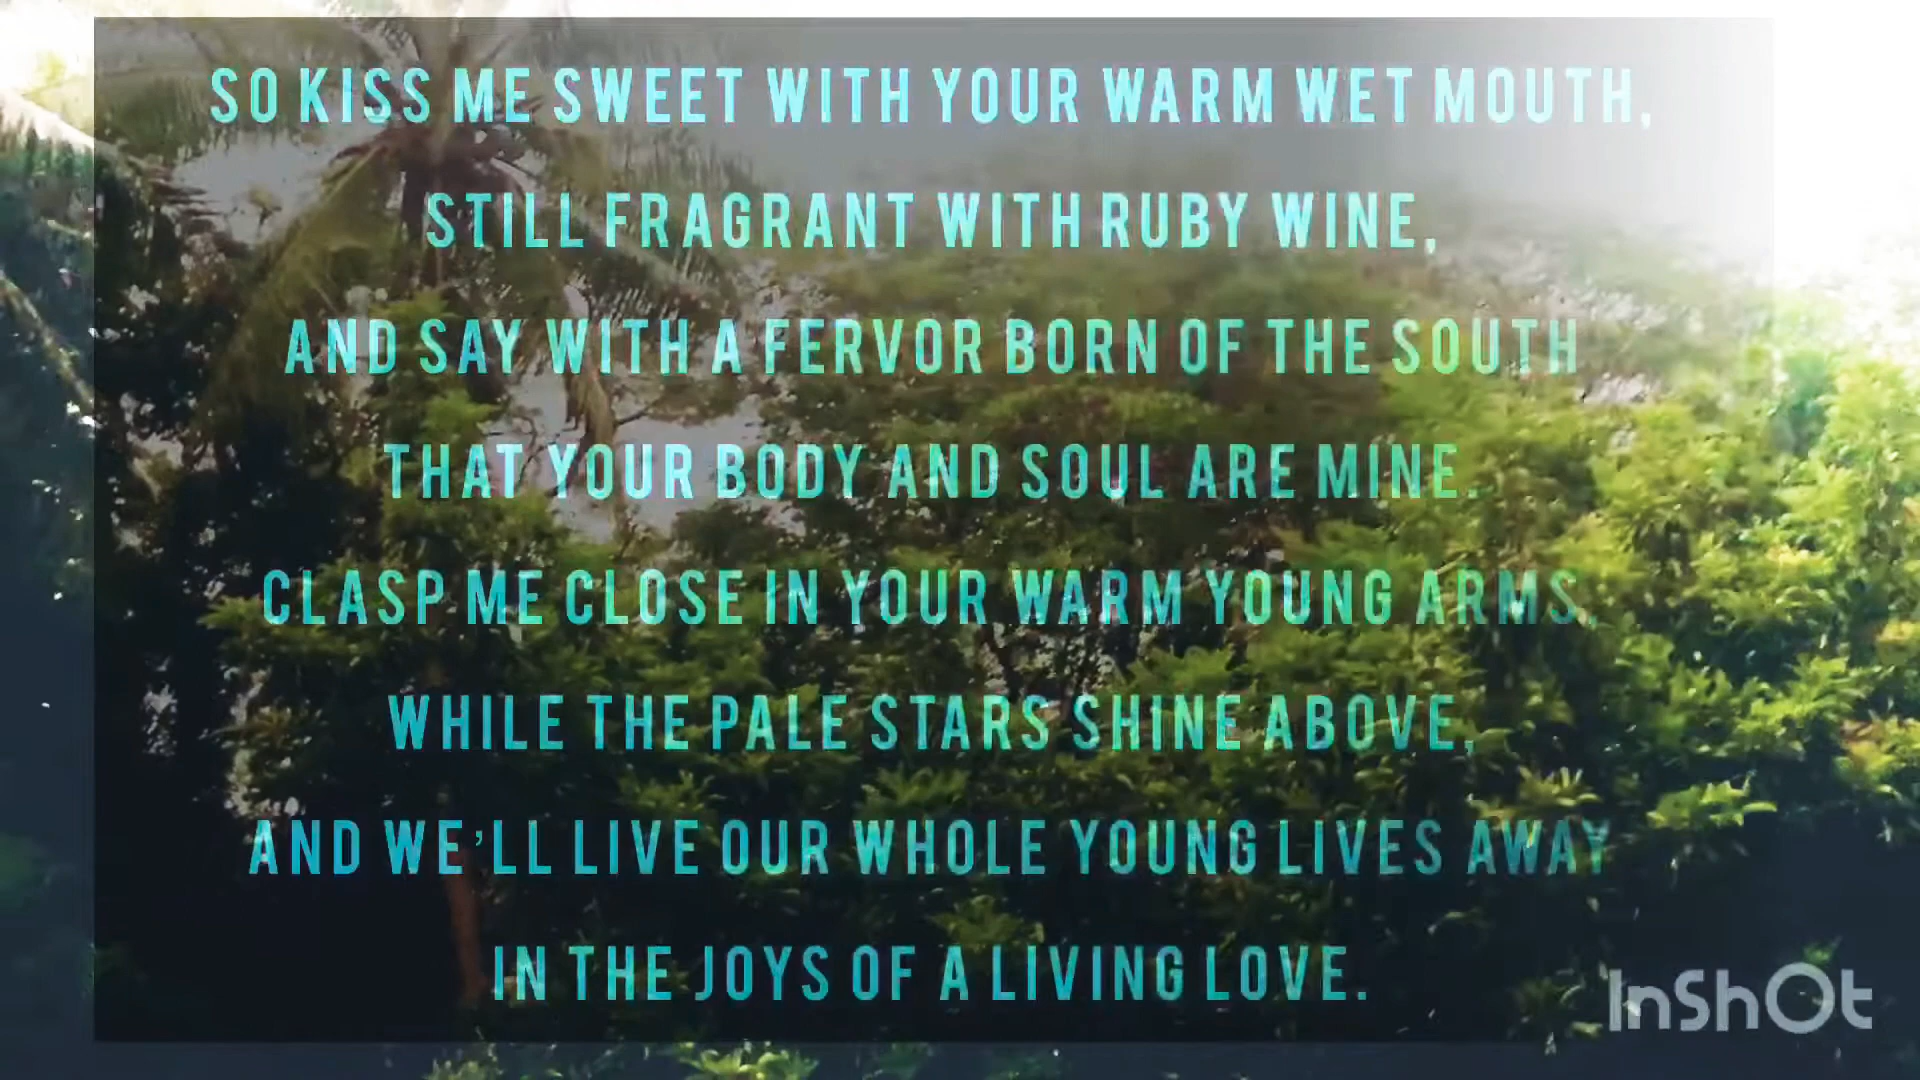 SO KISS ME SWEET WITH YOUR WARM WET MOUTH,
STILL FRAGRANT WITH RUBY WINE,
AND SAY WITH A FERVOR BORN OF THE SOUTH
THAT YOUR BODY AND SOUL ARE MINE.
CLASP ME CLOSE IN YOUR WARM YOUNG ARMS,
WHILE THE PALE STARS SHINE ABOVE,
AND WE'LL LIVE OUR WHOLE YOUNG LIVES AWAY
IN THE JOYS OF A LIVING LOVE.
InShOt